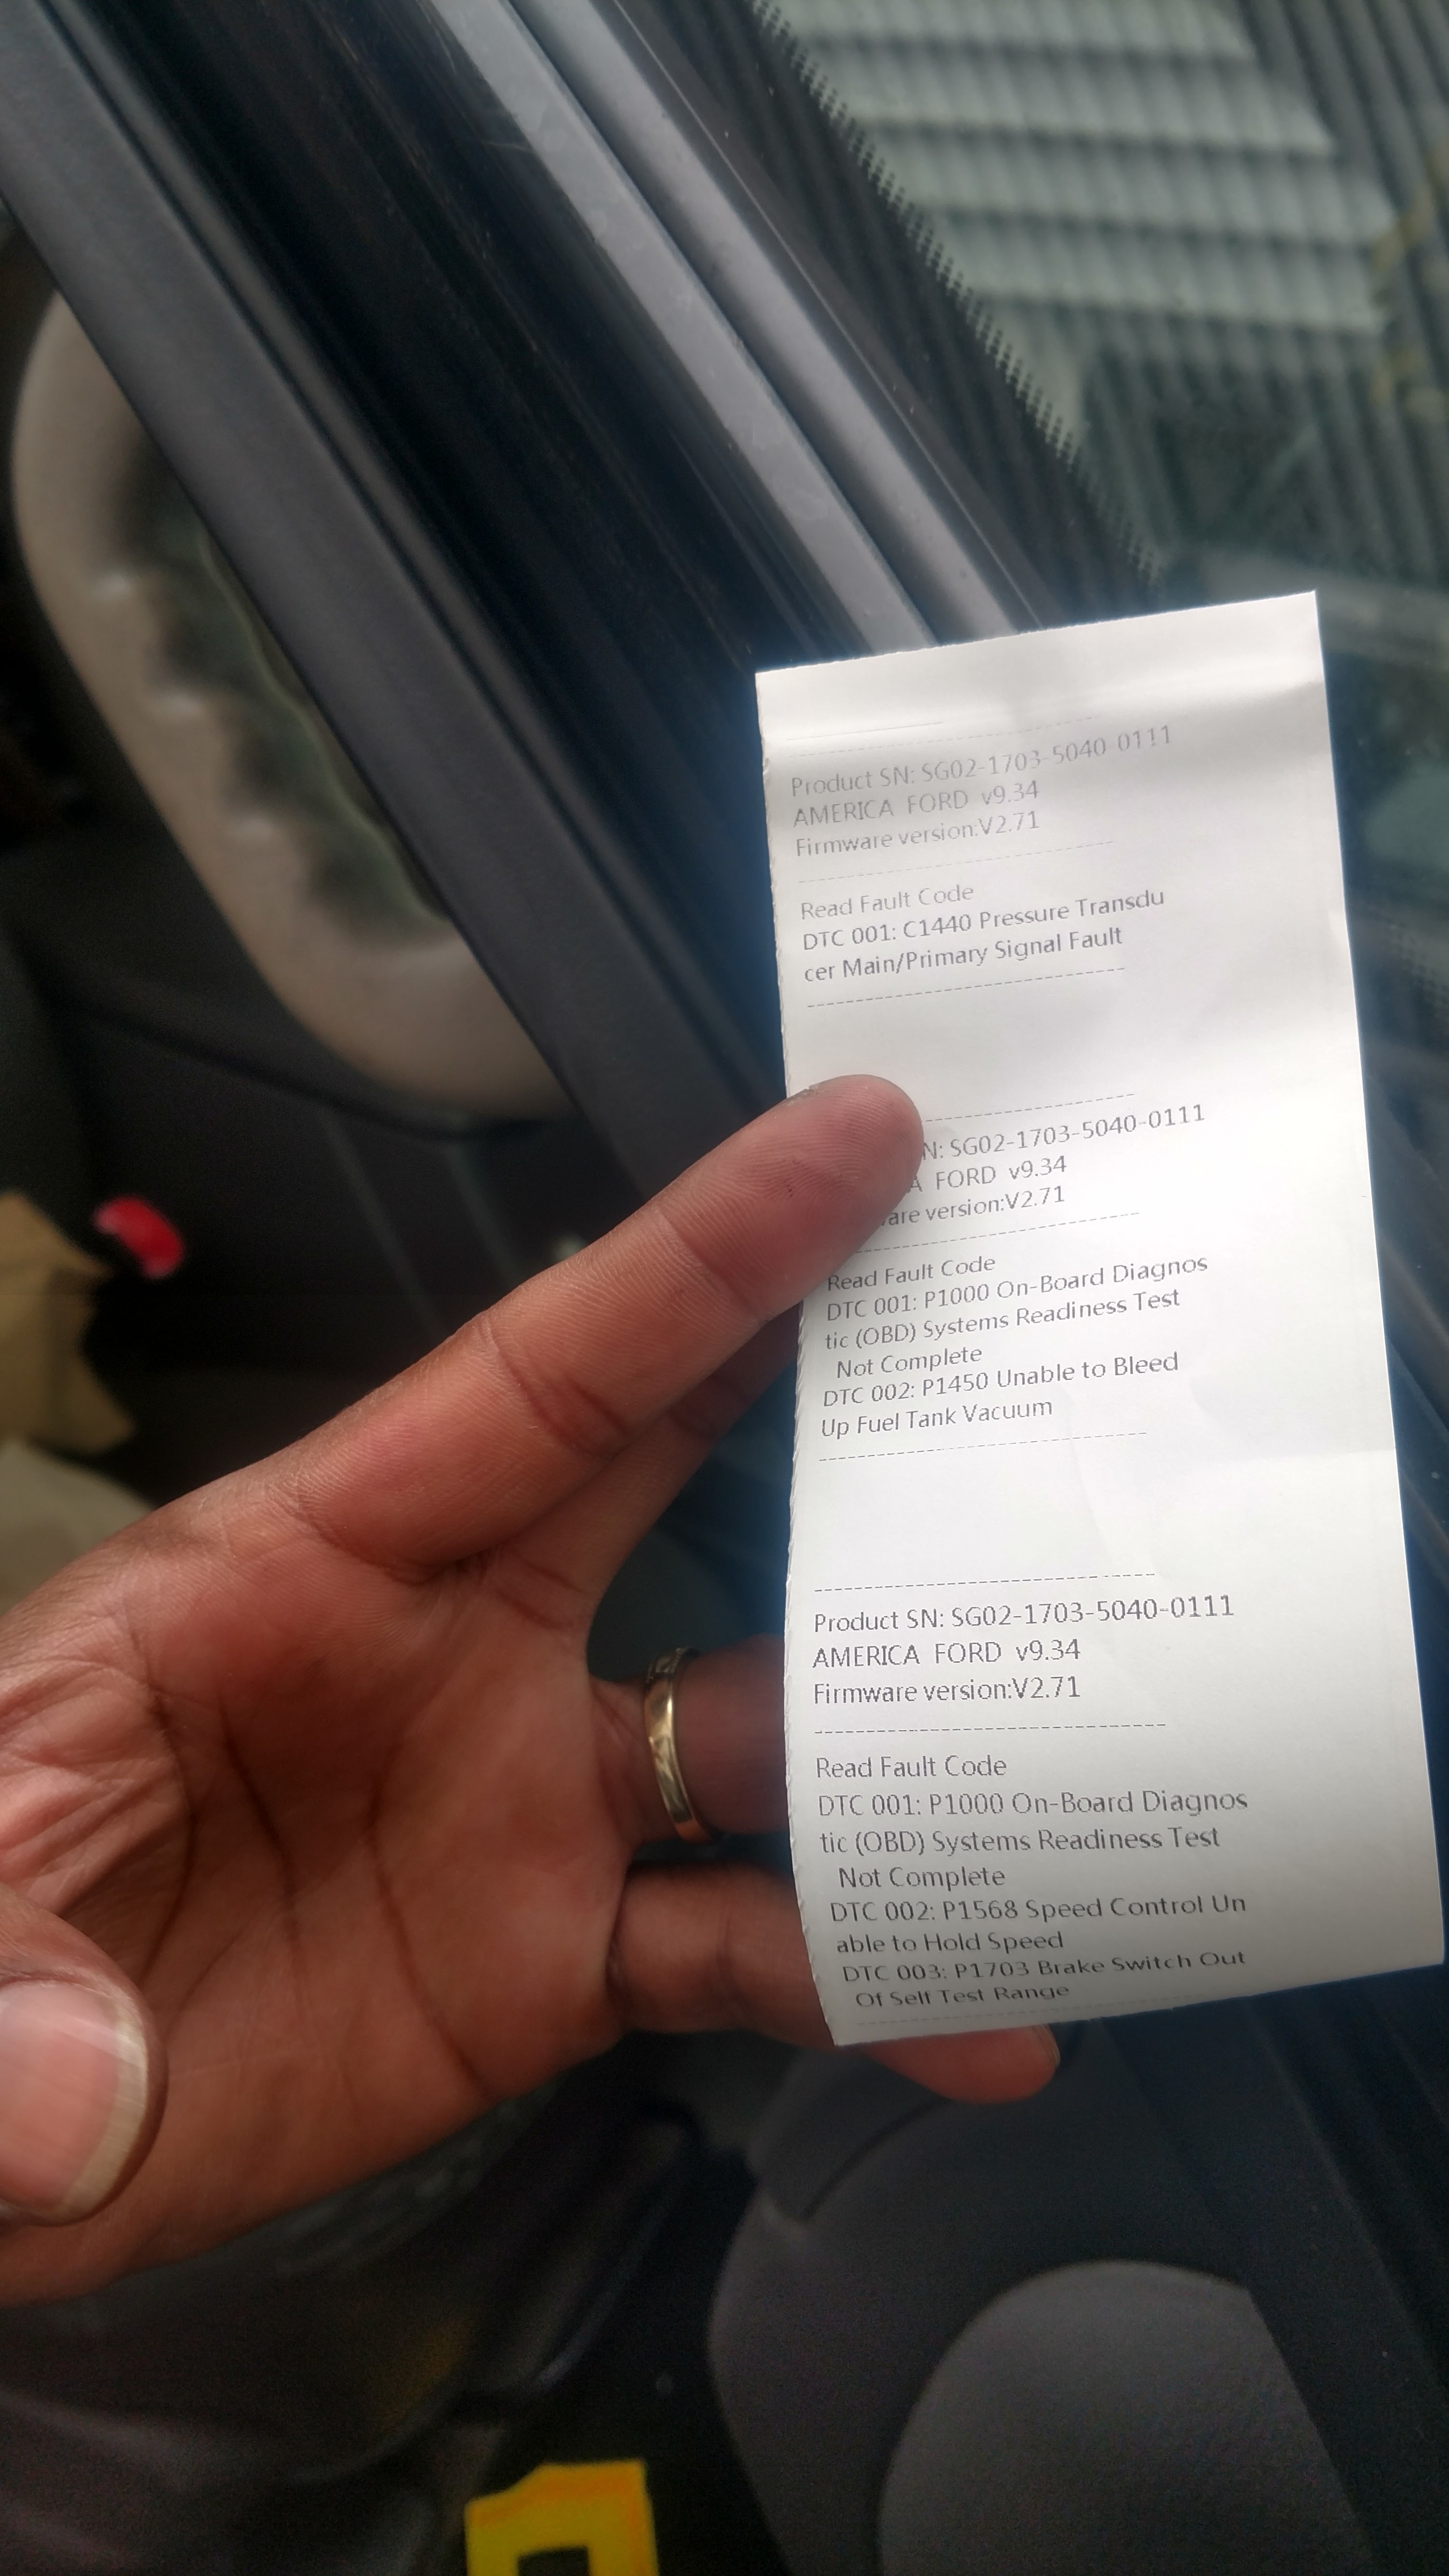 Product SN: SG02-1703-5040-0111
AMERICA FORD v9.34
Firmware version:V2.71
Read Fault Code
DTC 001: C1440 Pressure Transdu
cer Main/Primary Signal Fault
N: SG02-1703-5040-0111
A FORD v9.34
are version:V2.71
Read Fault Code
DTC 001: P1000 On-Board Diagnos
tic (OBD) Systems Readiness Test
Not Complete
DTC 002: P1450 Unable to Bleed
Up Fuel Tank Vacuum
Product SN: SG02-1703-5040-0111
AMERICA FORD v9.34
Firmware version:V2.71
Read Fault Code
DTC 001: P1000 On-Board Diagnos
tic (OBD) Systems Readiness Test
Not Complete
DTC 002: P1568 Speed Control Un
able to Hold Speed
DTC 003: P1703 Brake Switch Out
Of Self Test Range